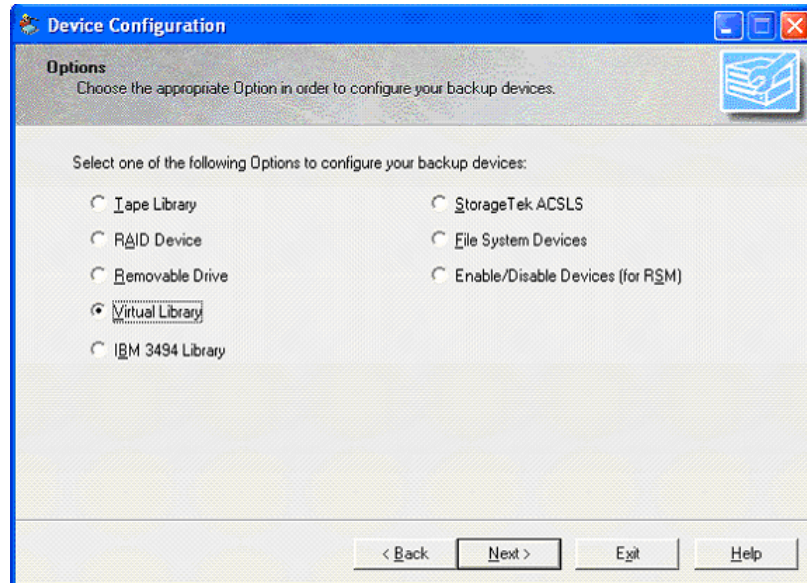 Device Configuration
Options
Choose the appropriate Option in order to configure your backup devices.
Select one of the following Options to configure your backup devices:
Tape Library
RAID Device
Removable Drive
Virtual Library
IBM 3494 Library
StorageTek ACSLS
File System Devices
Enable/Disable Devices (for RSM)
< Back
Next >
Exit
Help